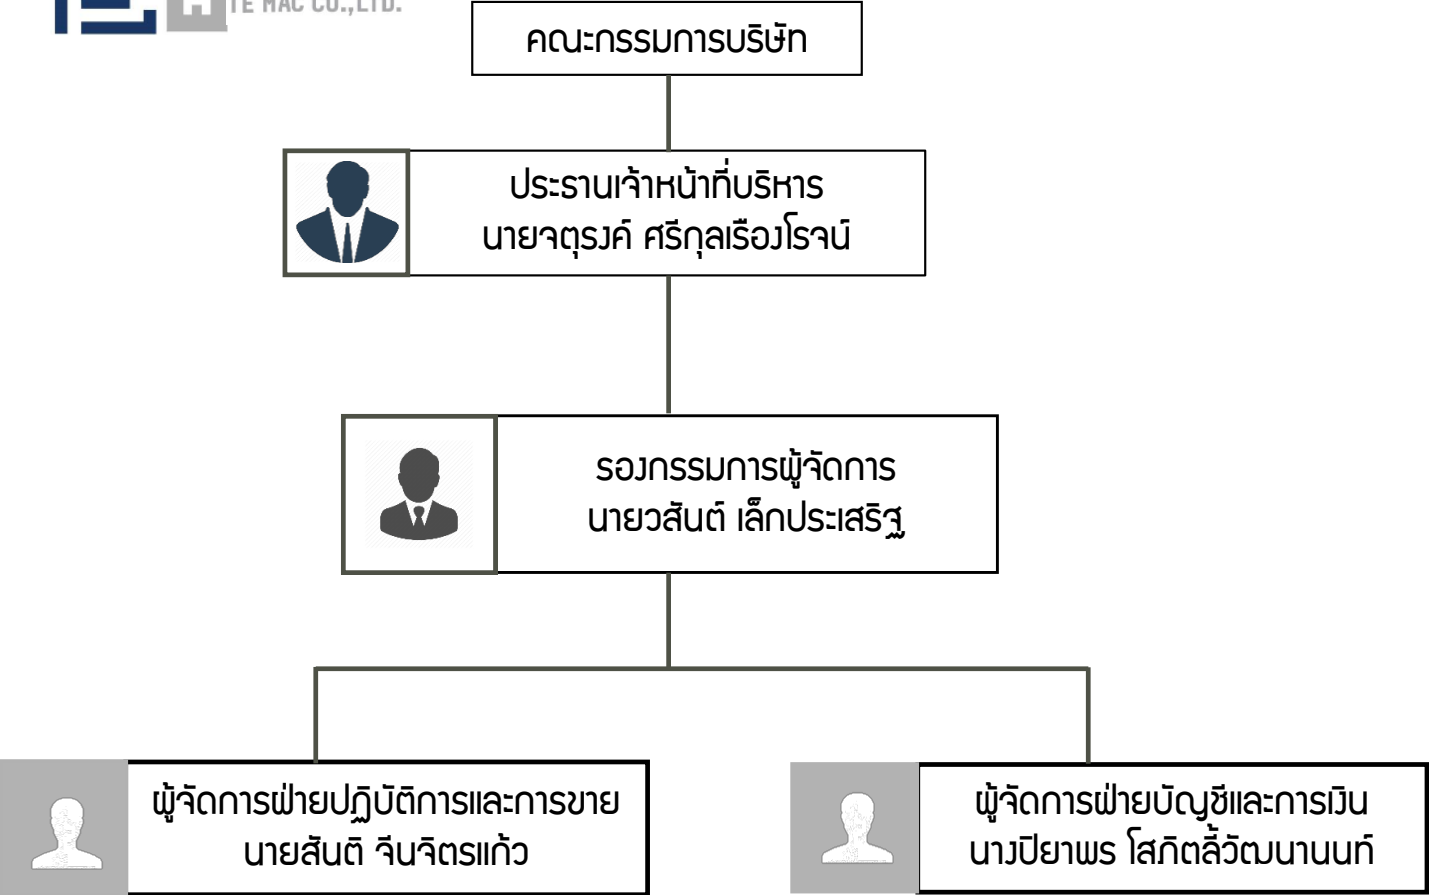 TE MAC CO.,LTD.
คณะกรรมการบริษัท
ประธานเจ้าหน้าที่บริหาร
นายจตุรงค์ ศรีกุลเรืองโรจน์
รองกรรมการผู้จัดการ
นายวสันต์ เล็กประเสริฐ
ผู้จัดการฝ่ายปฏิบัติการและการขาย
นายสันติ จีนจิตรแก้ว
ผู้จัดการฝ่ายบัญชีและการเงิน
นางปิยาพร โสภิตลี้วัฒนานนท์